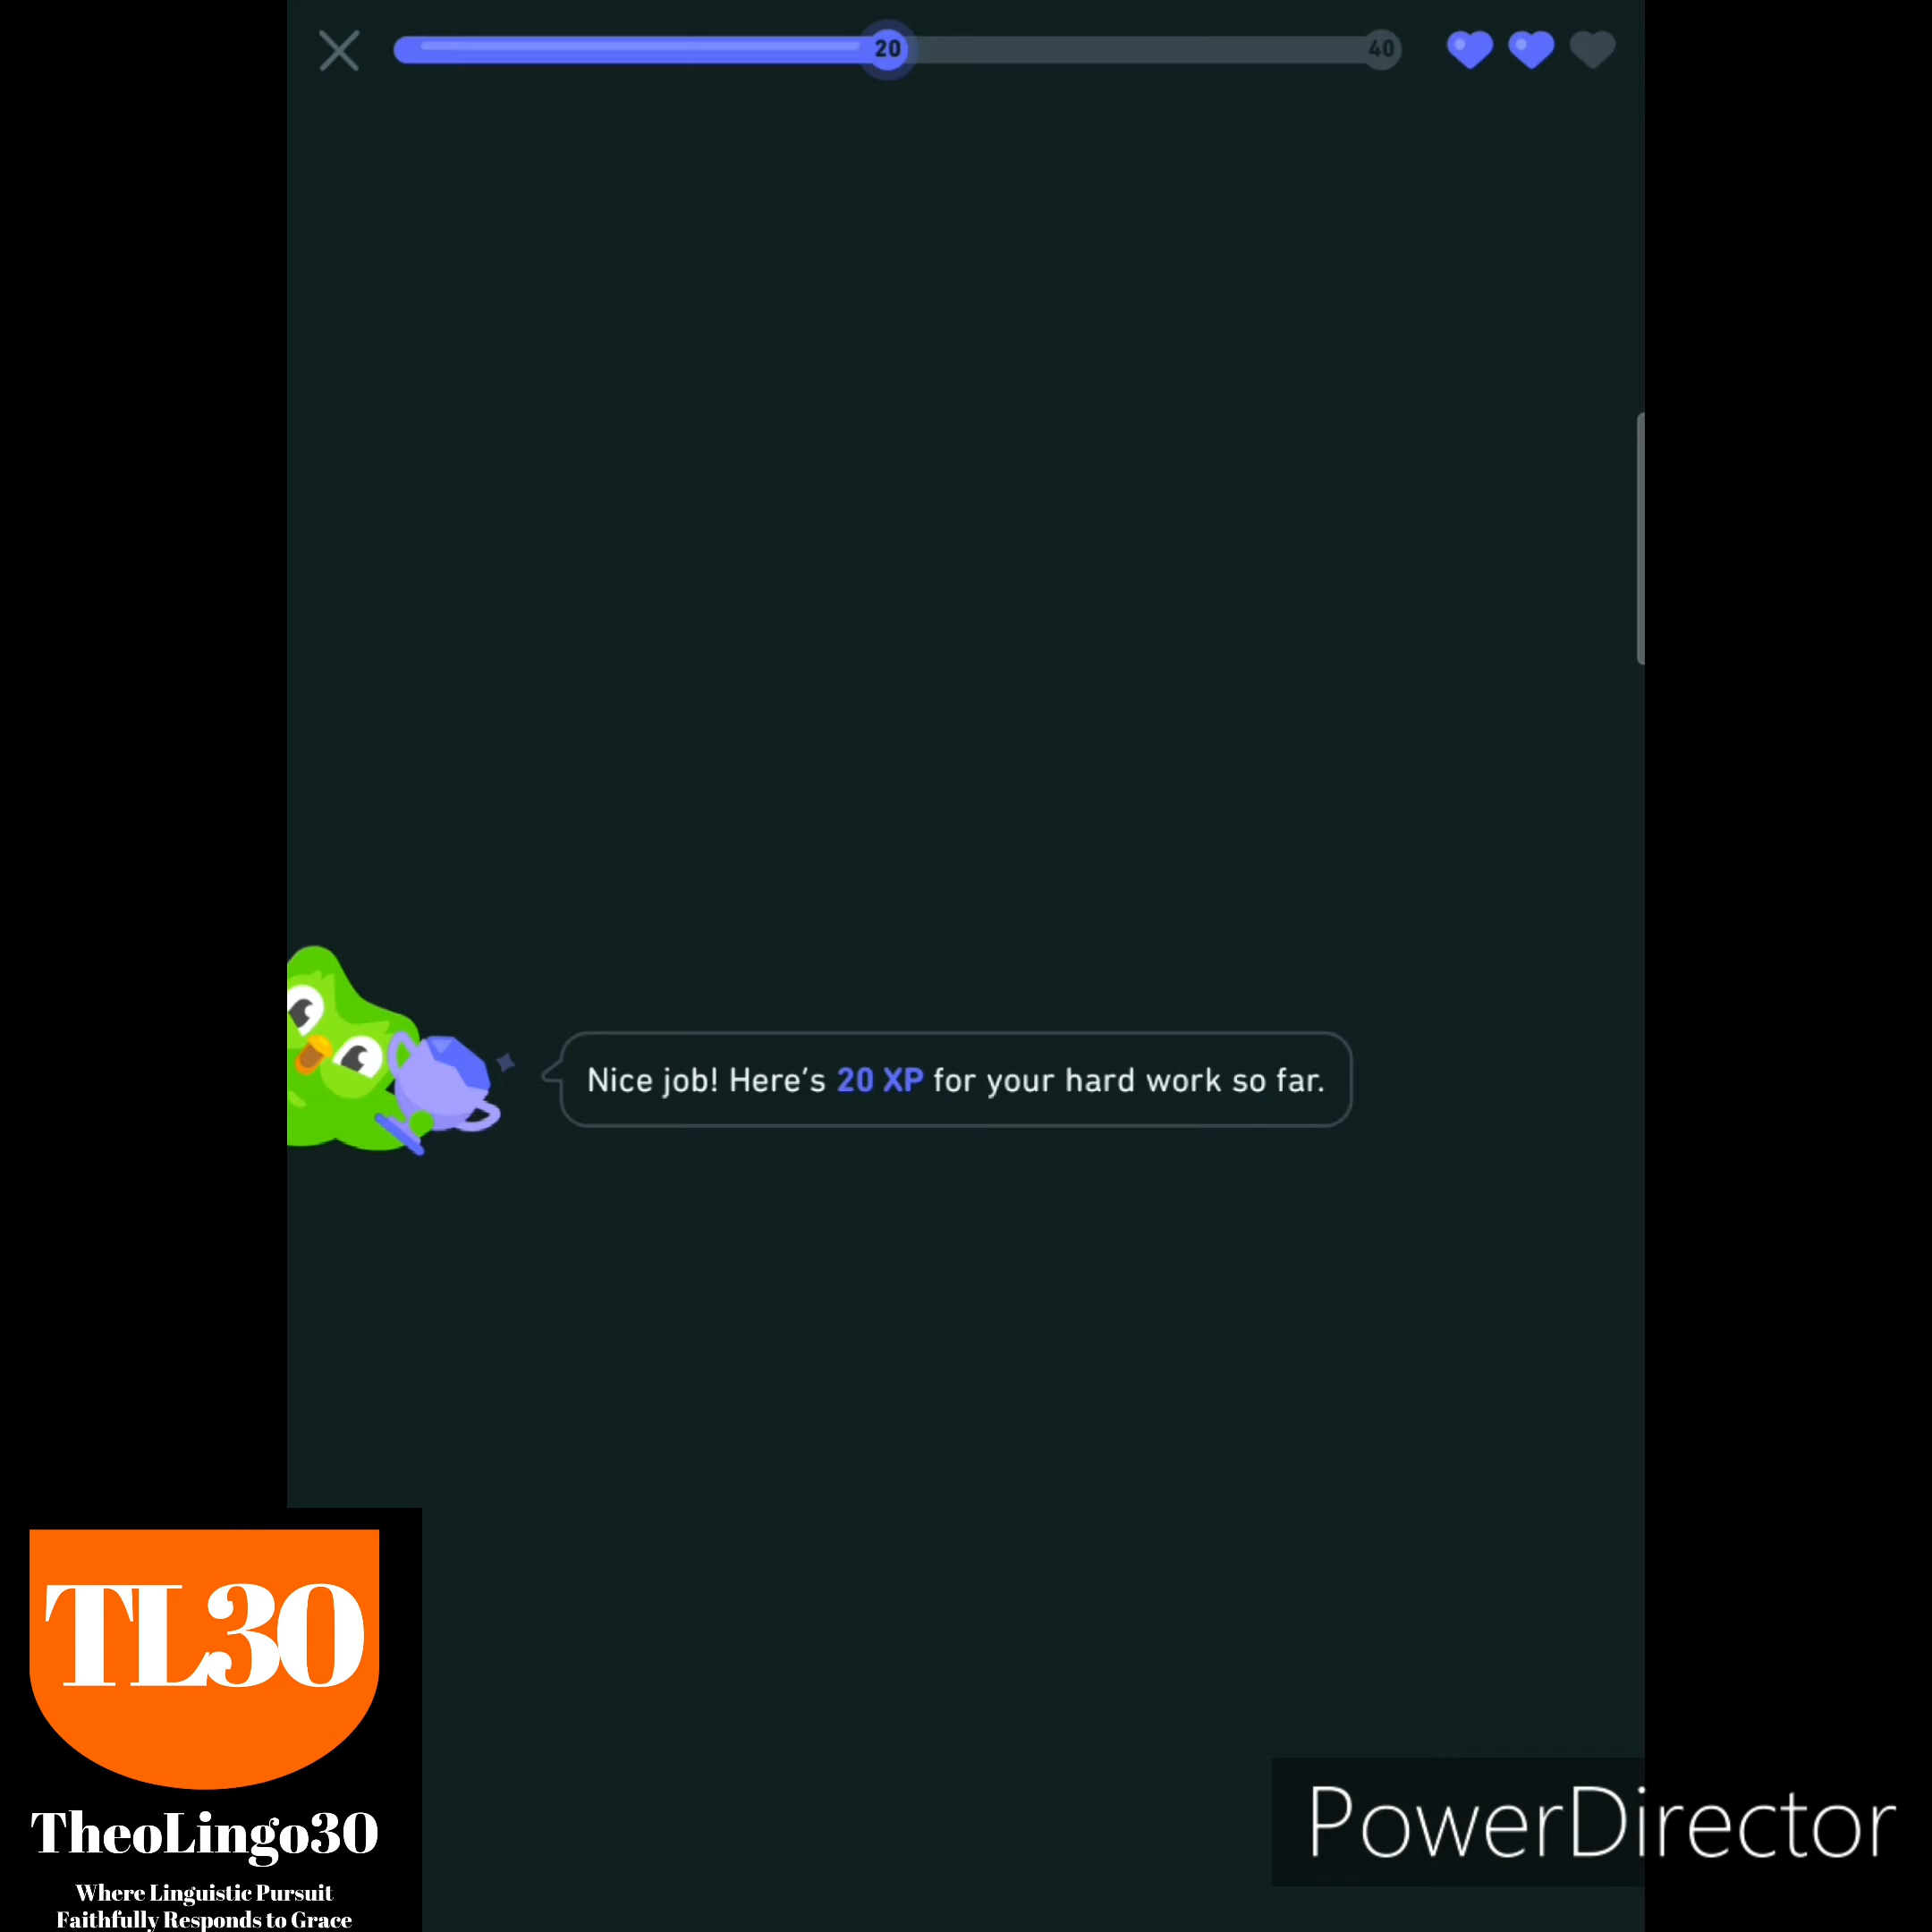 20
40
Nice job! Here's 20 XP for your hard work so far.
TL30
TheoLingo30
Where Linguistic Pursuit
Faithfully Responds to Grace
PowerDirector